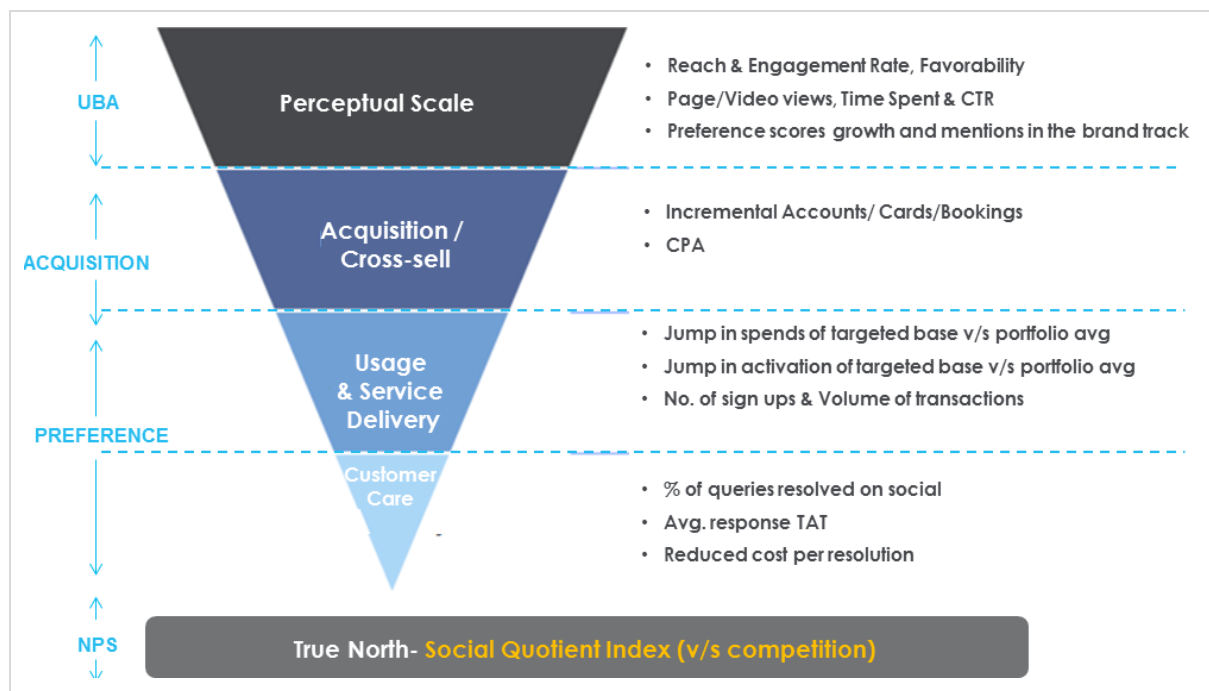 UBA
Perceptual Scale
• Reach & Engagement Rate, Favorability
• Page/Video views, Time Spent & CTR
• Preference scores growth and mentions in the brand track
ACQUISITION
Acquisition /
Cross-sell
• Incremental Accounts/ Cards/Bookings
• CPA
PREFERENCE
Usage
& Service
Delivery
• Jump in spends of targeted base v/s portfolio avg
• Jump in activation of targeted base v/s portfolio avg
• No. of sign ups & Volume of transactions
Customer
Care
• % of queries resolved on social
• Avg. response TAT
• Reduced cost per resolution
NPS
True North- Social Quotient Index (v/s competition)